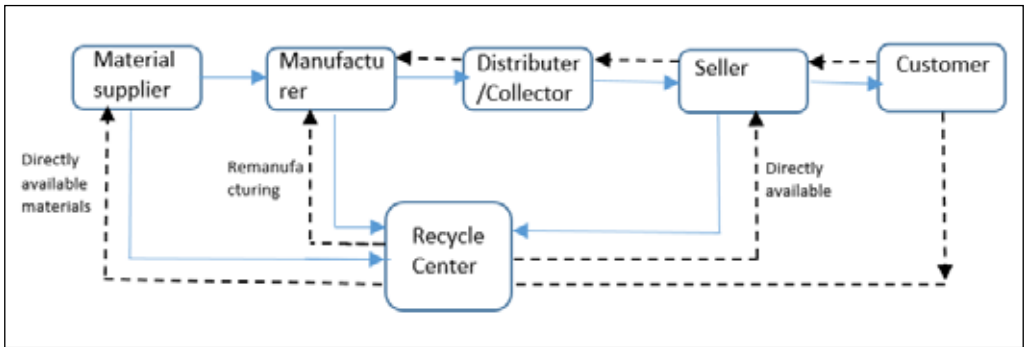 Material
supplier
Manufactu
rer
Distributer
/Collector
Seller
Customer
Directly
available
materials
Remanufa
cturing
Directly
available
Recycle
Center